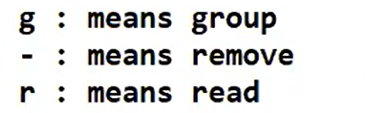 g : means group
- : means remove
r : means read